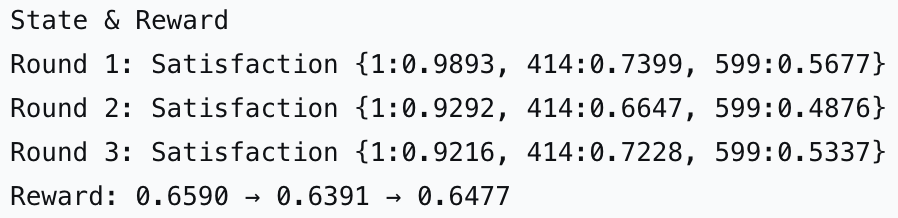 State & Reward
Round 1: Satisfaction {1:0.9893, 414:0.7399, 599:0.5677}
Round 2: Satisfaction {1:0.9292, 414:0.6647, 599:0.4876}
Round 3: Satisfaction {1:0.9216, 414:0.7228, 599:0.5337}
Reward: 0.6590 → 0.6391 → 0.6477